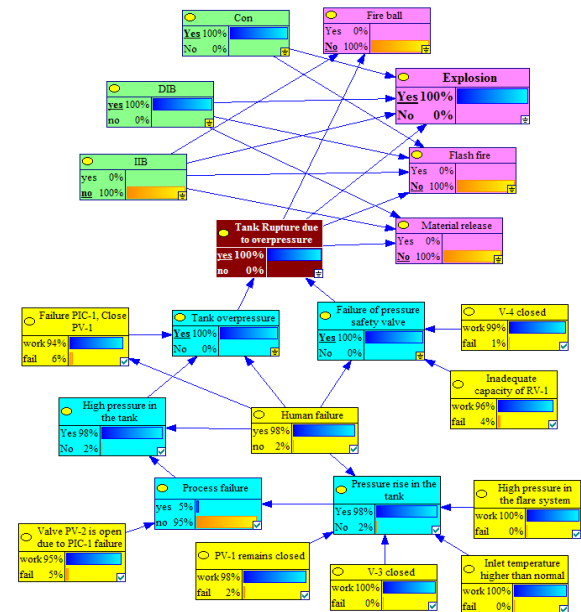 Con
Yes 100%
No 0%
Fire ball
Yes 0%
No 100%
Explosion
Yes 100%
No 0%
DIB
yes 100%
no 0%
IIB
yes 0%
no 100%
Flash fire
Yes 0%
No 100%
Tank Rupture due
to overpressure
yes 100%
no 0%
Material release
Yes 0%
No 100%
Failure PIC-1, Close
PV-1
work 94%
fail 6%
Tank overpressure
Yes 100%
No 0%
Failure of pressure
safety valve
Yes 100%
No 0%
V-4 closed
work 99%
fail 1%
Inadequate
capacity of RV-1
work 96%
fail 4%
High pressure in
the tank
Yes 98%
No 2%
Human failure
yes 98%
no 2%
Process failure
yes 5%
no 95%
Pressure rise in the
tank
Yes 98%
No 2%
High pressure in
the flare system
work 100%
fail 0%
Valve PV-2 is open
due to PIC-1 failure
work 95%
fail 5%
PV-1 remains closed
work 98%
fail 2%
V-3 closed
work 100%
fail 0%
Inlet temperature
higher than normal
work 100%
fail 0%